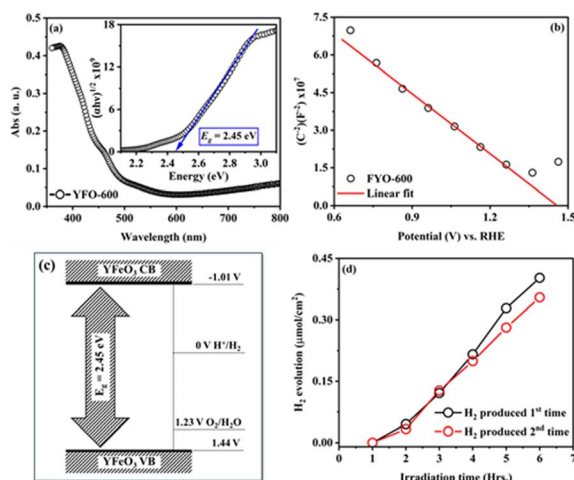 (a)
Abs (a. u.)
0.5
0.4
0.3
0.2
0.1
0.0
400 500 600 700 800
Wavelength (nm)
YFO-600
(αhν)^1/2 x10^9
18
12
6
0
2.2 2.4 2.6 2.8 3.0
Energy (eV)
E_g = 2.45 eV
(b)
(C^-2)(F^-2) x10^7
7.5
6.0
4.5
3.0
1.5
0.0
0.6 0.9 1.2 1.5
Potential (V) vs. RHE
FYO-600
Linear fit
(c)
YFeO3 CB
-1.01 V
E_g = 2.45 eV
0 V H+/H2
1.23 V O2/H2O
1.44 V
YFeO3 VB
(d)
H2 evolution (μmol/cm^2)
0.45
0.30
0.15
0.00
0 1 2 3 4 5 6 7
Irradiation time (Hrs.)
H2 produced 1st time
H2 produced 2nd time